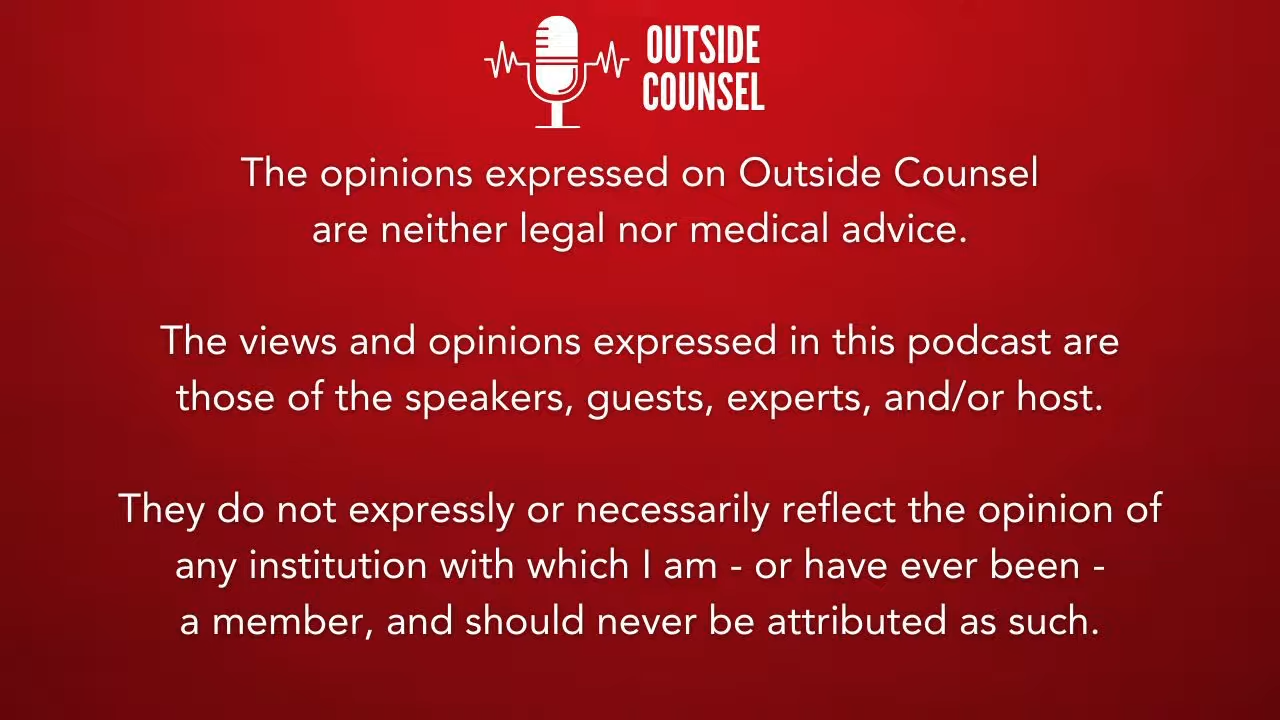 OUTSIDE
COUNSEL
The opinions expressed on Outside Counsel
are neither legal nor medical advice.
The views and opinions expressed in this podcast are
those of the speakers, guests, experts, and/or host.
They do not expressly or necessarily reflect the opinion of
any institution with which I am - or have ever been -
a member, and should never be attributed as such.